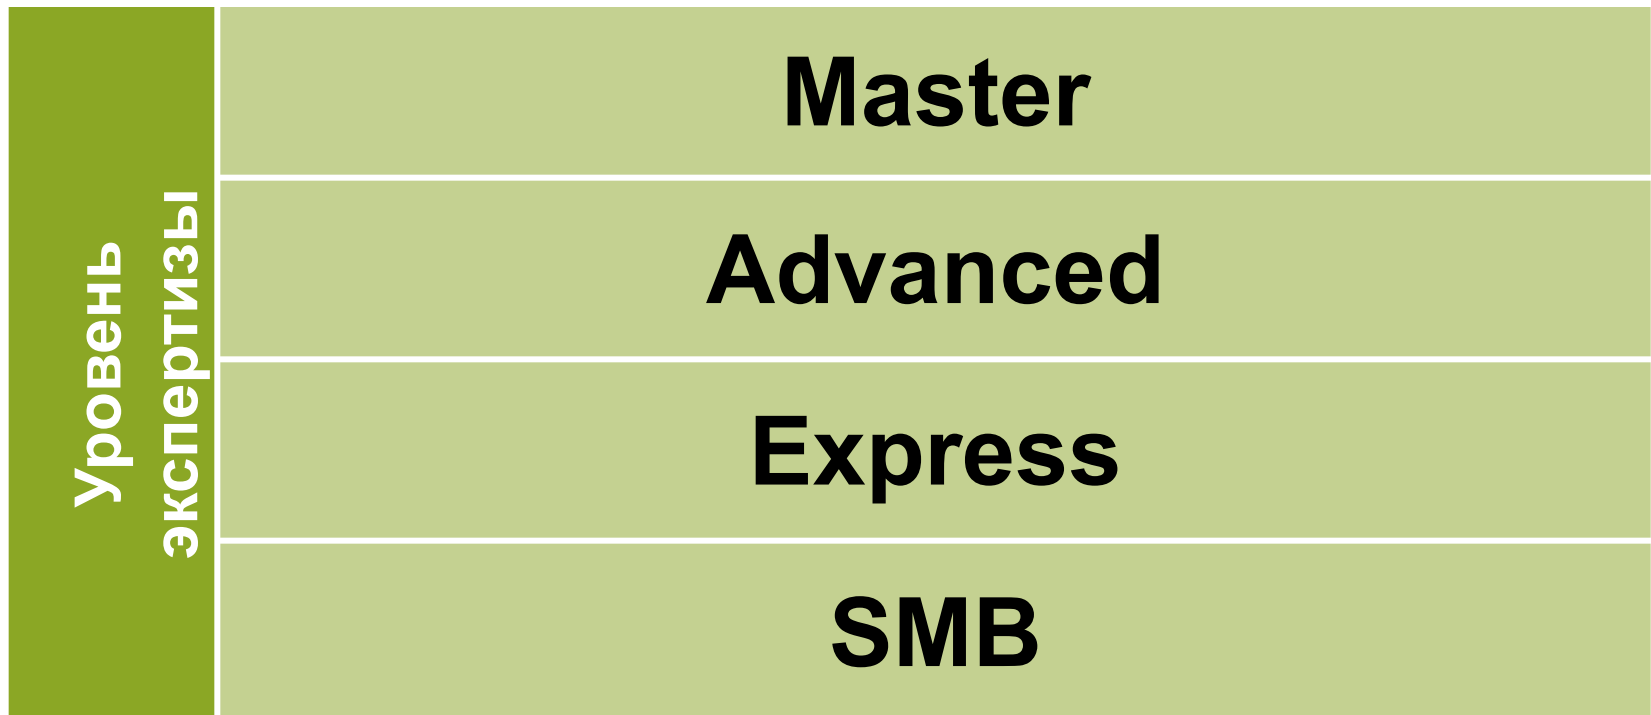 Уровень
экспертизы
Master
Advanced
Express
SMB